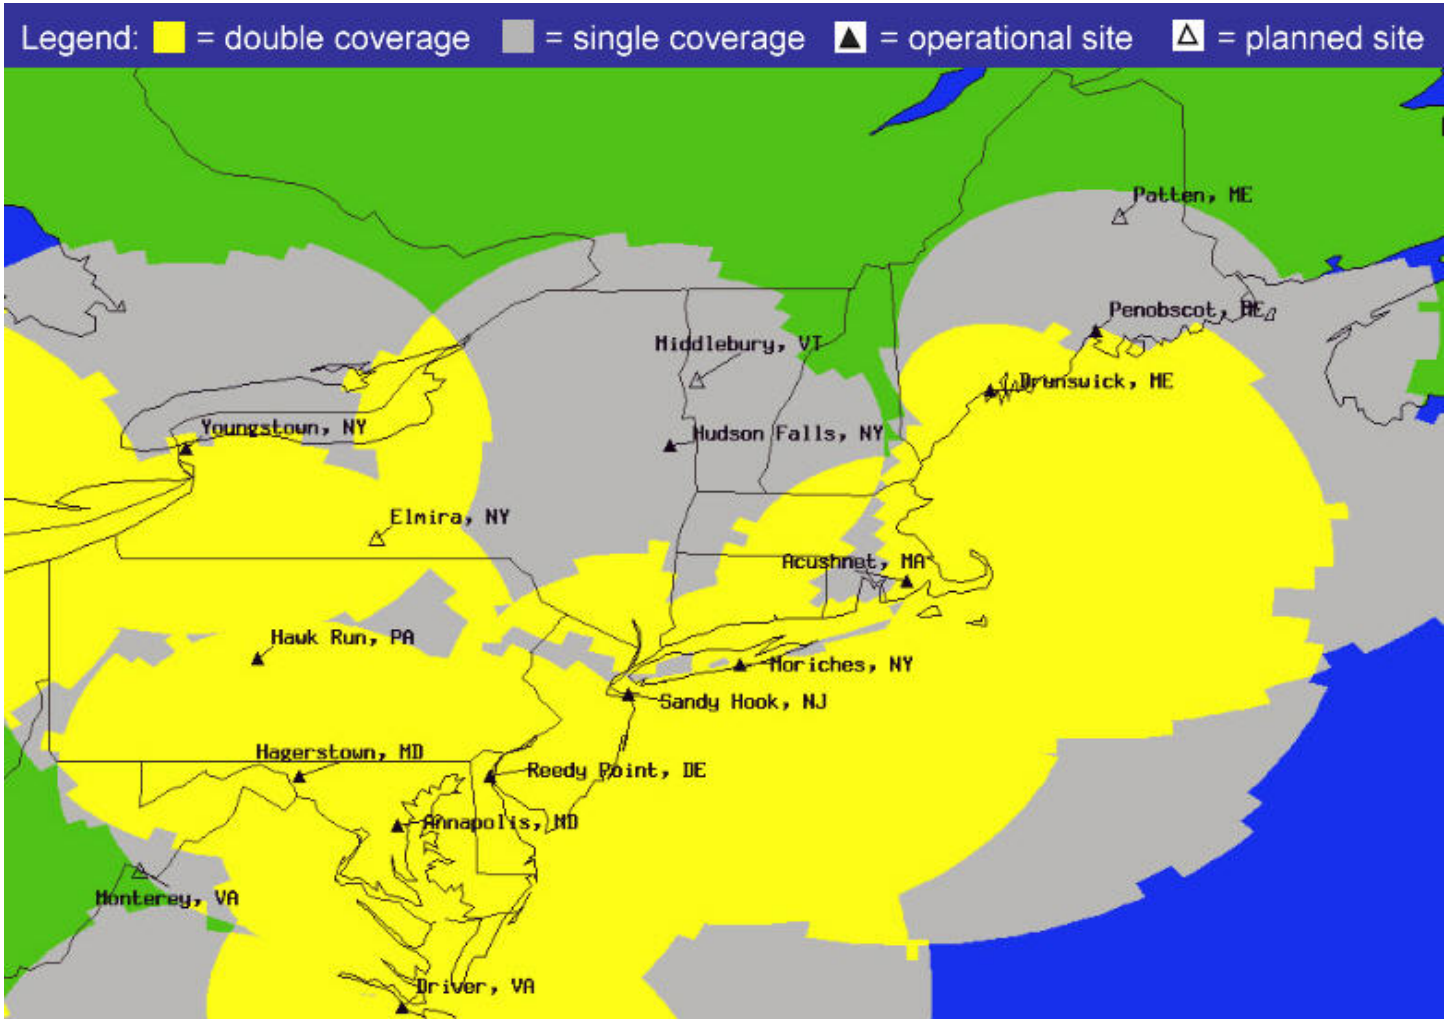 Legend: = double coverage = single coverage = operational site = planned site
Patten, ME
Penobscot, ME
Middlebury, VT
Brunswick, ME
Youngstown, NY
Hudson Falls, NY
Elmira, NY
Acushnet, MA
Hawk Run, PA
Moriches, NY
Sandy Hook, NJ
Hagerstown, MD
Reedy Point, DE
Annapolis, MD
Monterey, VA
Driver, VA